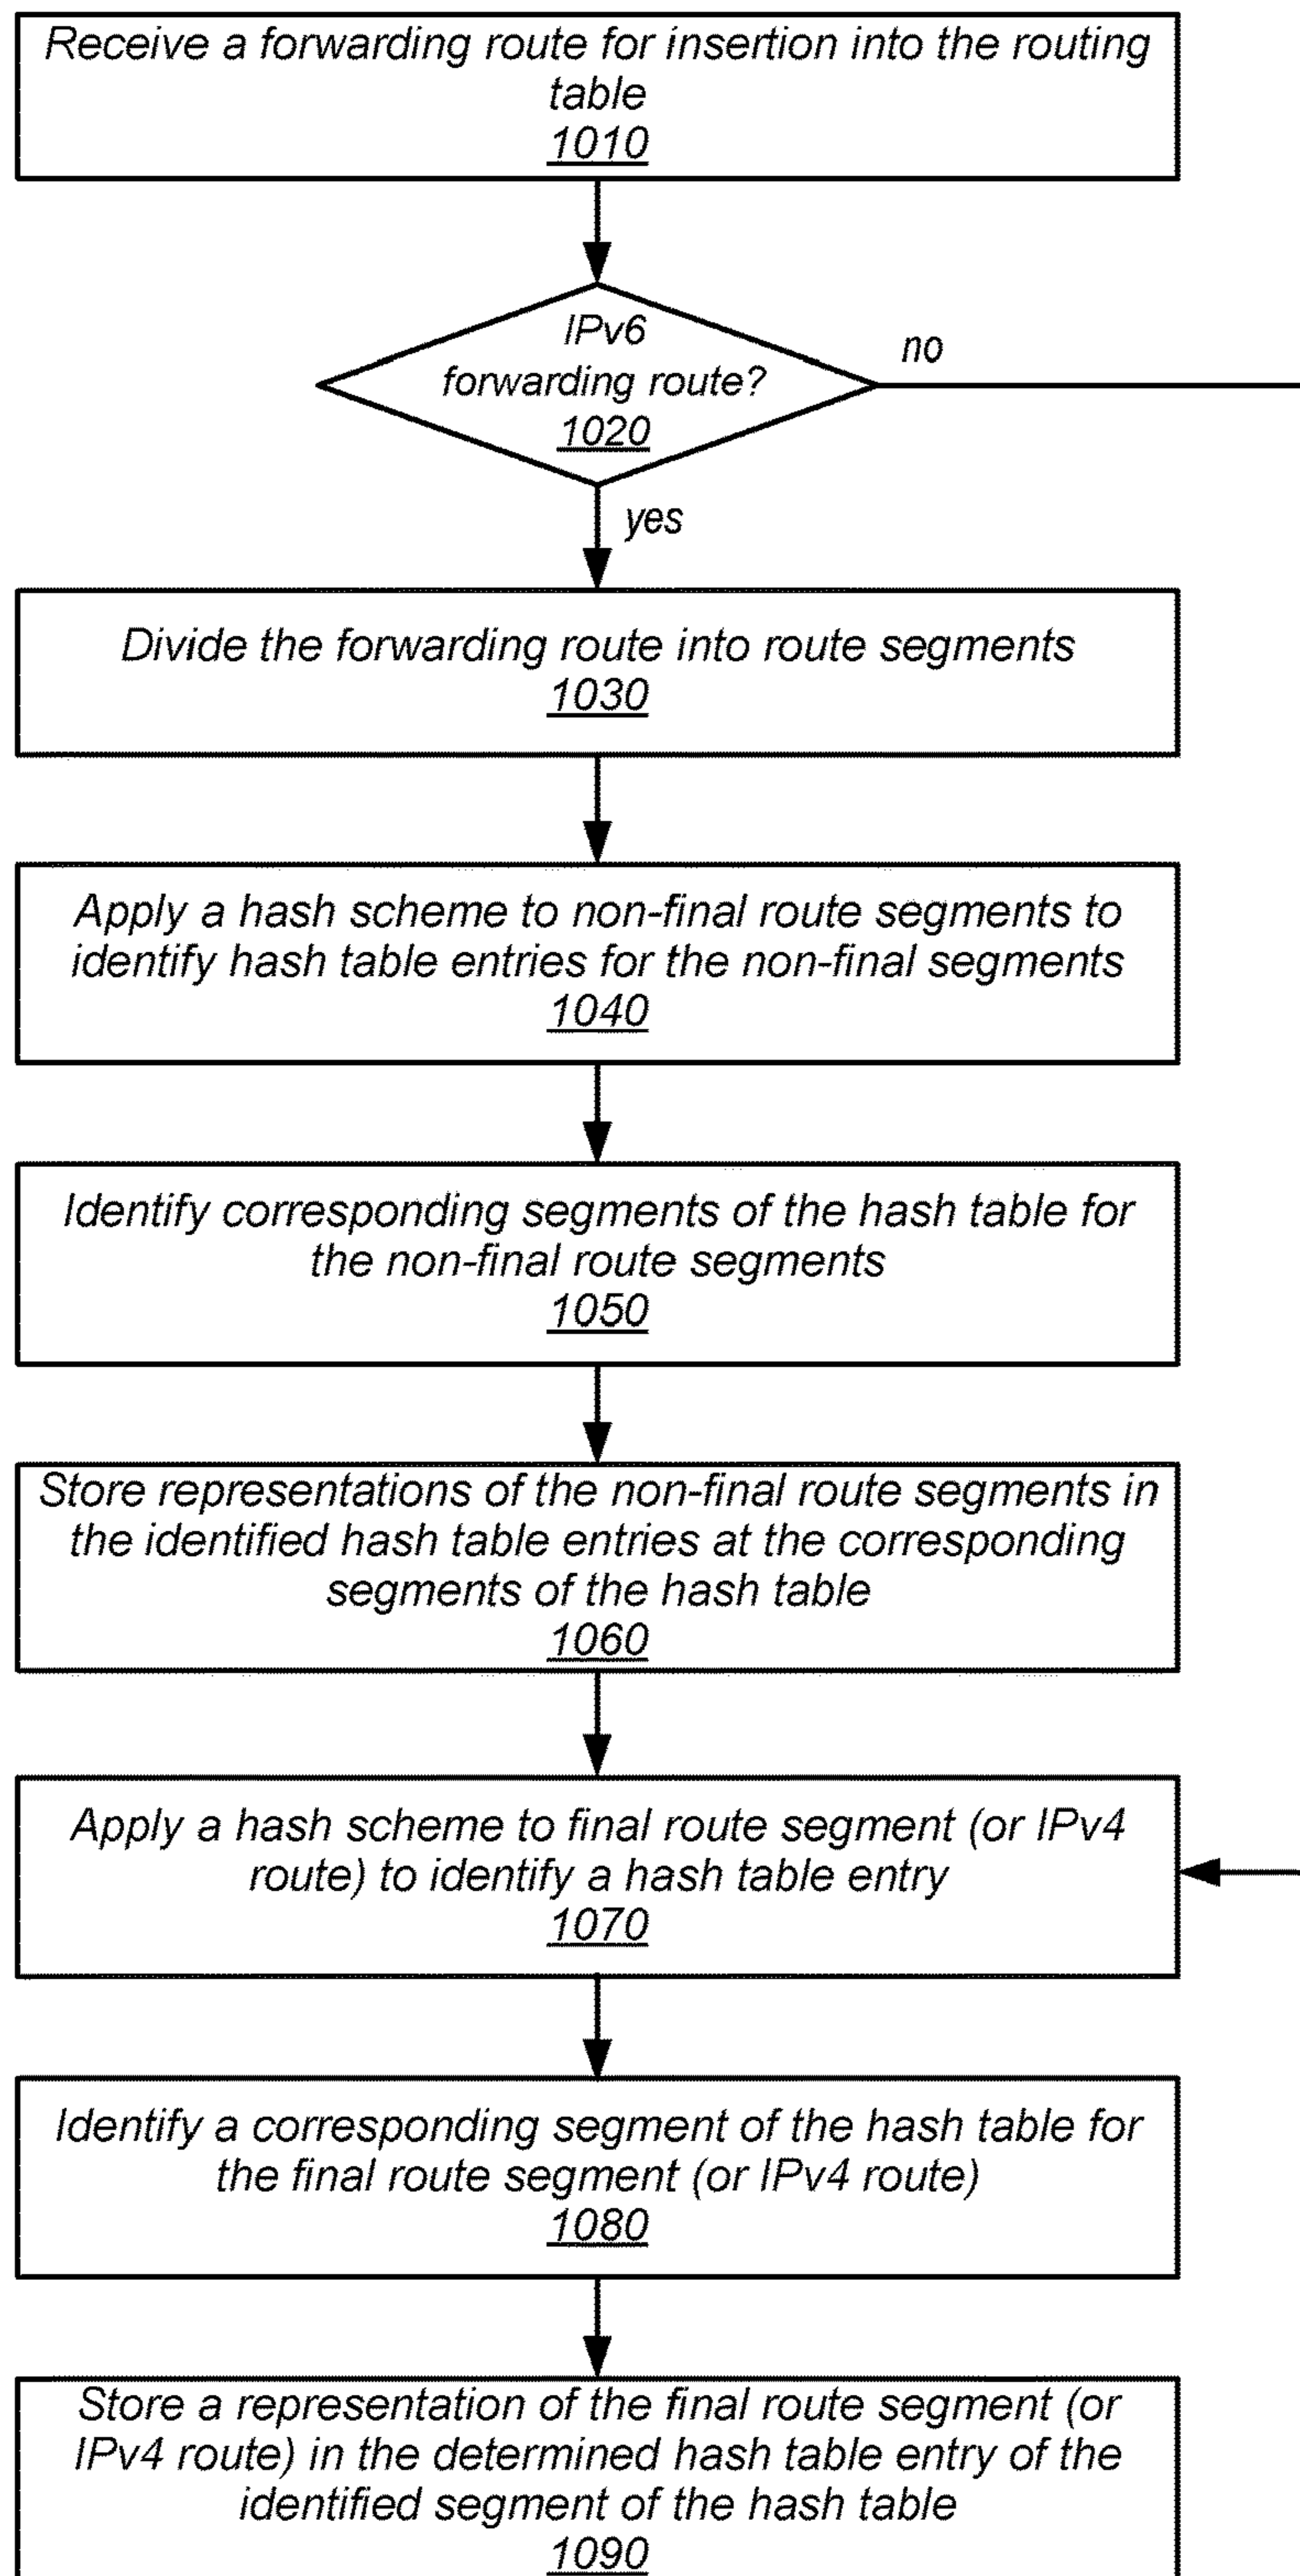 Receive a forwarding route for insertion into the routing
table
1010
IPv6
forwarding route?
1020
no
yes
Divide the forwarding route into route segments
1030
Apply a hash scheme to non-final route segments to
identify hash table entries for the non-final segments
1040
Identify corresponding segments of the hash table for
the non-final route segments
1050
Store representations of the non-final route segments in
the identified hash table entries at the corresponding
segments of the hash table
1060
Apply a hash scheme to final route segment (or IPv4
route) to identify a hash table entry
1070
Identify a corresponding segment of the hash table for
the final route segment (or IPv4 route)
1080
Store a representation of the final route segment (or
IPv4 route) in the determined hash table entry of the
identified segment of the hash table
1090